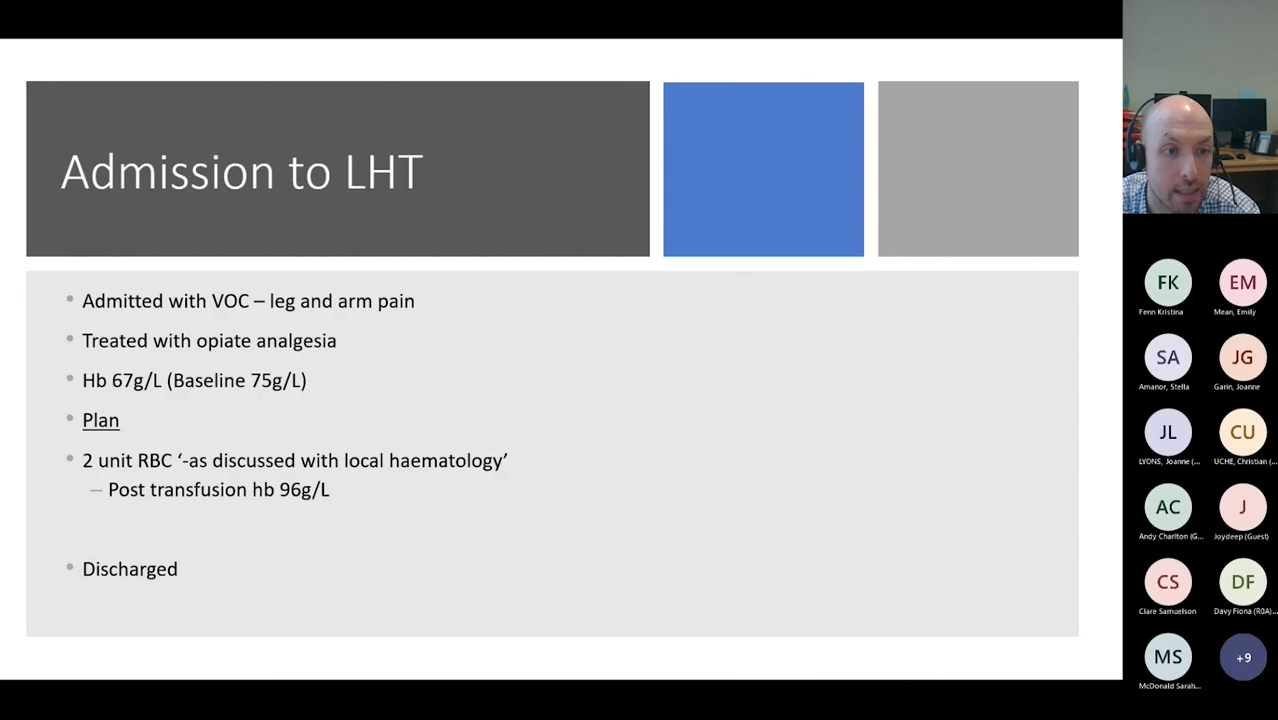 Admission to LHT
Admitted with VOC – leg and arm pain
Treated with opiate analgesia
Hb 67g/L (Baseline 75g/L)
Plan
2 unit RBC ‘-as discussed with local haematology’
– Post transfusion hb 96g/L
Discharged
FK
EM
Fenn Kristina
Mean, Emily
SA
JG
Amanor, Stella
Garin, Joanne
JL
CU
LYONS, Joanne (...
UCHE, Christian (...
AC
J
Andy Charlton (G...
Joydeep (Guest)
CS
DF
Clare Samuelson
Davy Fiona (R0A)...
MS
+9
McDonald Sarah...